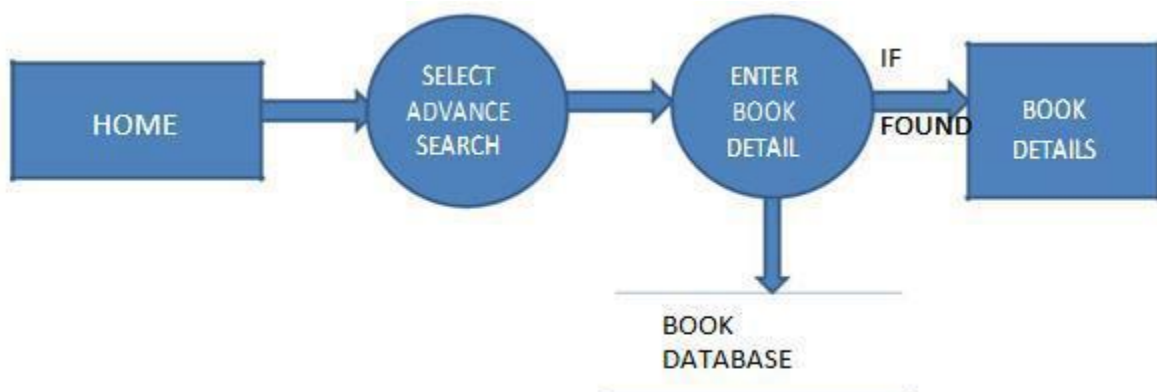 HOME
SELECT
ADVANCE
SEARCH
ENTER
BOOK
DETAIL
IF
FOUND
BOOK
DETAILS
BOOK
DATABASE